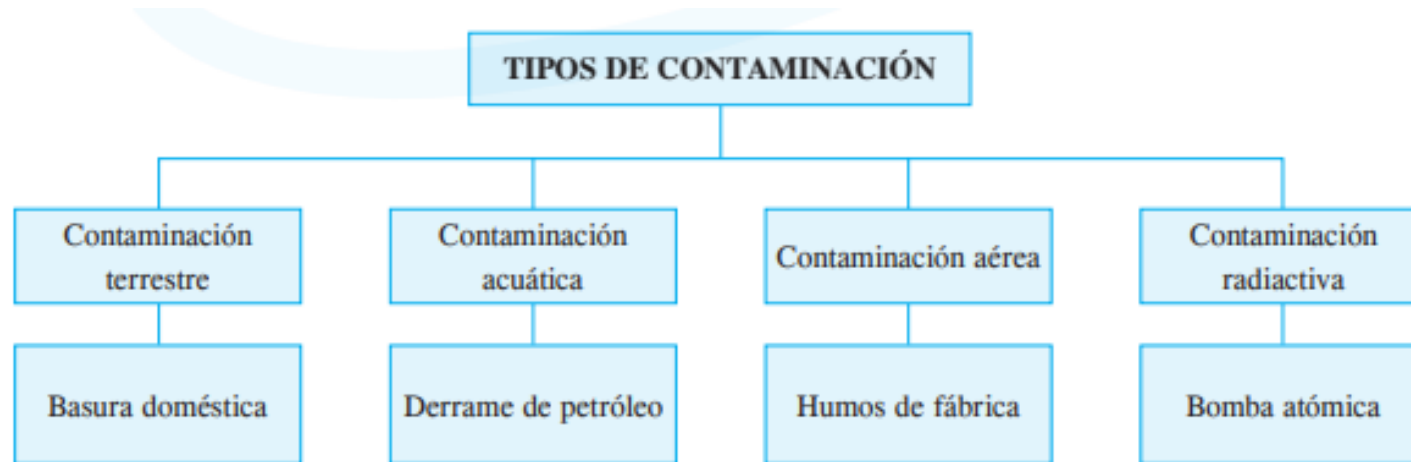 TIPOS DE CONTAMINACIÓN
Contaminación
terrestre
Contaminación
acuática
Contaminación aérea
Contaminación
radiactiva
Basura doméstica
Derrame de petróleo
Humos de fábrica
Bomba atómica